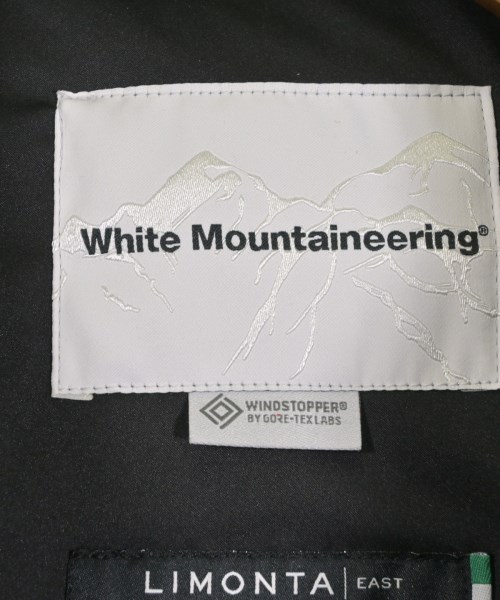 White Mountaineering®
WINDSTOPPER®
BY GORE-TEX LABS
LIMONTA | EAST